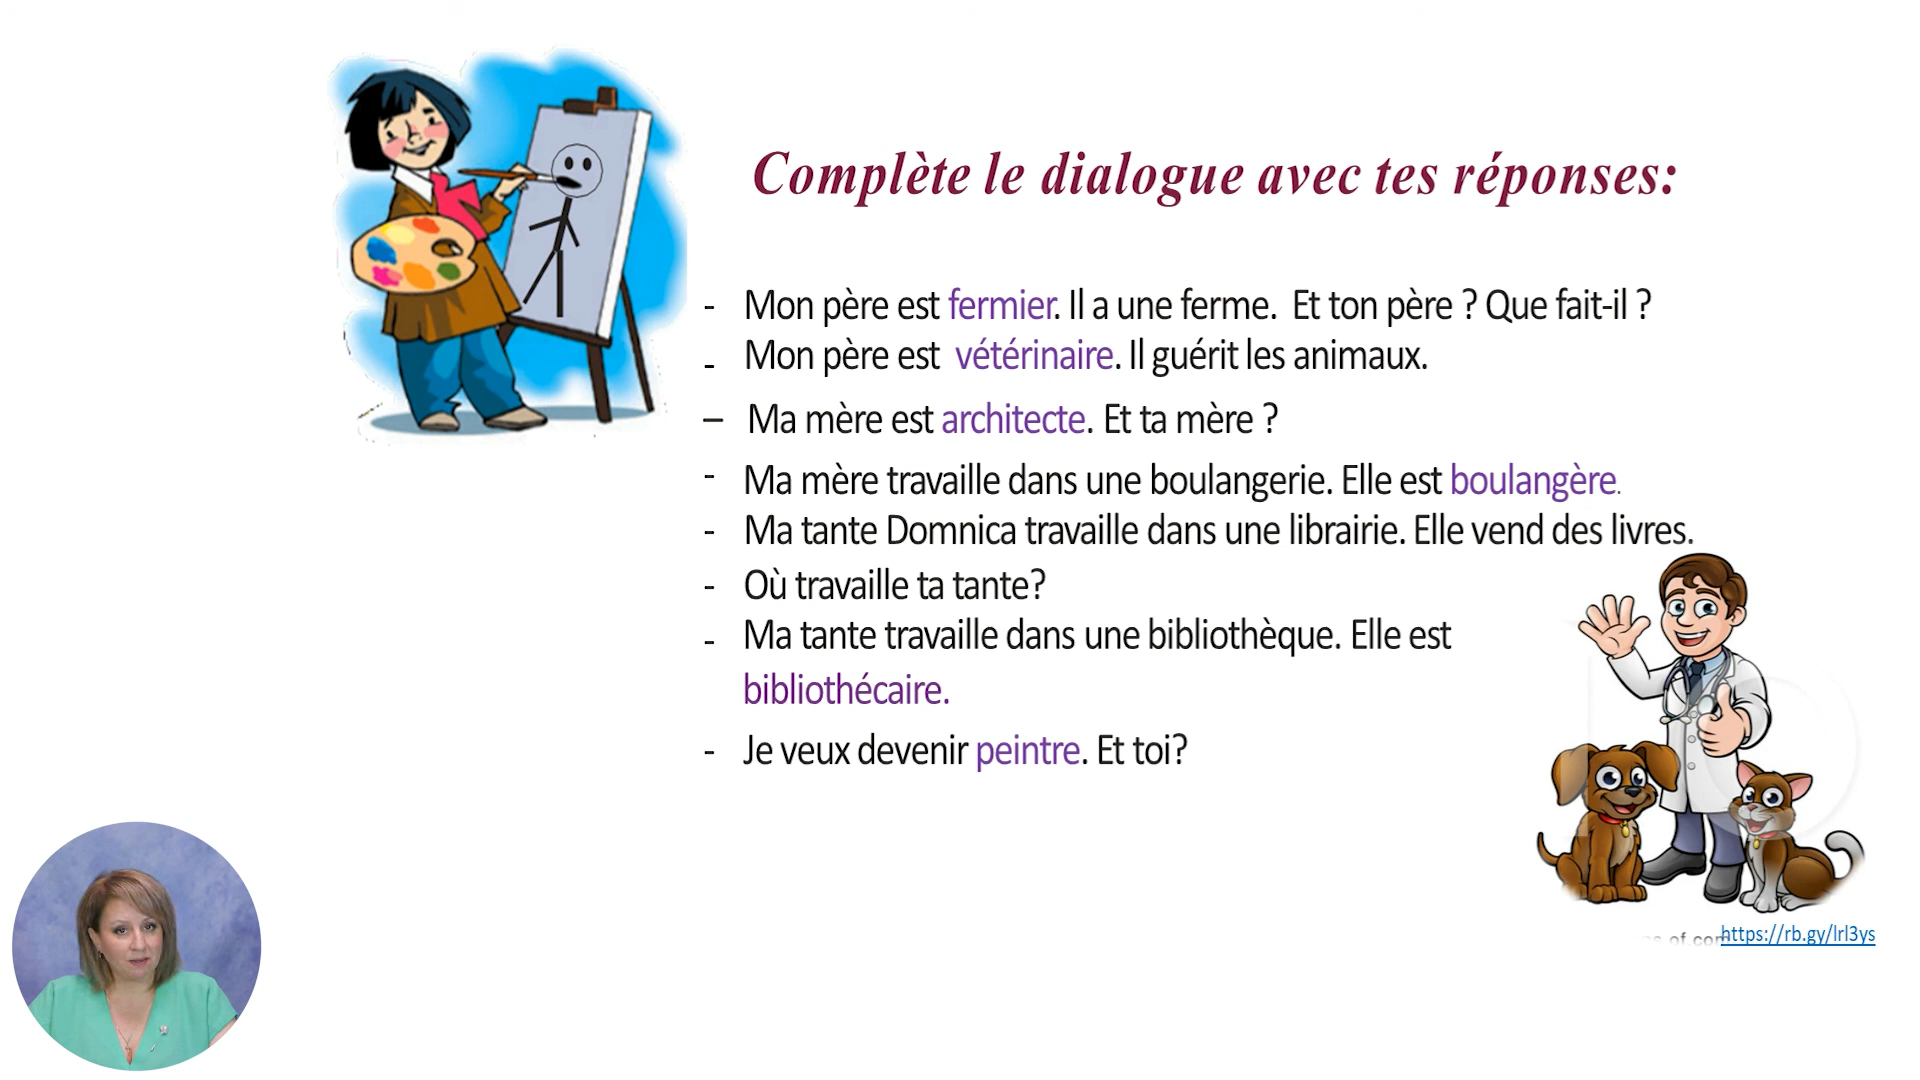 Complète le dialogue avec tes réponses:
- Mon père est fermier. Il a une ferme. Et ton père ? Que fait-il ?
- Mon père est vétérinaire. Il guérit les animaux.
– Ma mère est architecte. Et ta mère ?
- Ma mère travaille dans une boulangerie. Elle est boulangère.
- Ma tante Domnica travaille dans une librairie. Elle vend des livres.
- Où travaille ta tante?
- Ma tante travaille dans une bibliothèque. Elle est
bibliothécaire.
- Je veux devenir peintre. Et toi?
https://rb.gy/lrl3ys